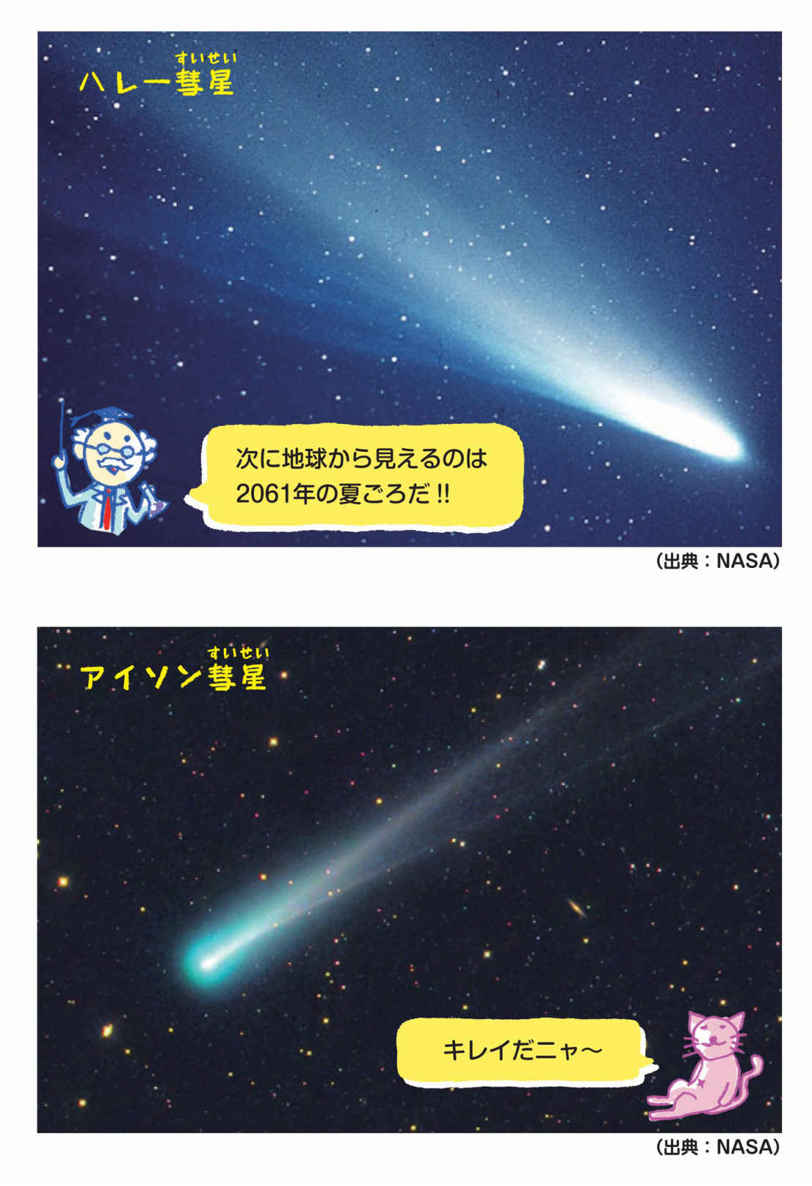 すいせい
ハレー彗星
次に地球から見えるのは
2061年の夏ごろだ!!
(出典：NASA)
すいせい
アイソン彗星
キレイだニャ〜
(出典：NASA)